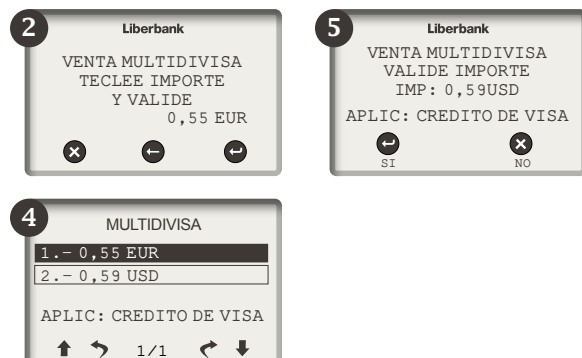 2
Liberbank
VENTA MULTIDIVISA
TECLEE IMPORTE
Y VALIDE
0,55 EUR
4
MULTIDIVISA
1.- 0,55 EUR
2.- 0,59 USD
APLIC: CREDITO DE VISA
1/1
5
Liberbank
VENTA MULTIDIVISA
VALIDE IMPORTE
IMP: 0,59USD
APLIC: CREDITO DE VISA
SI NO